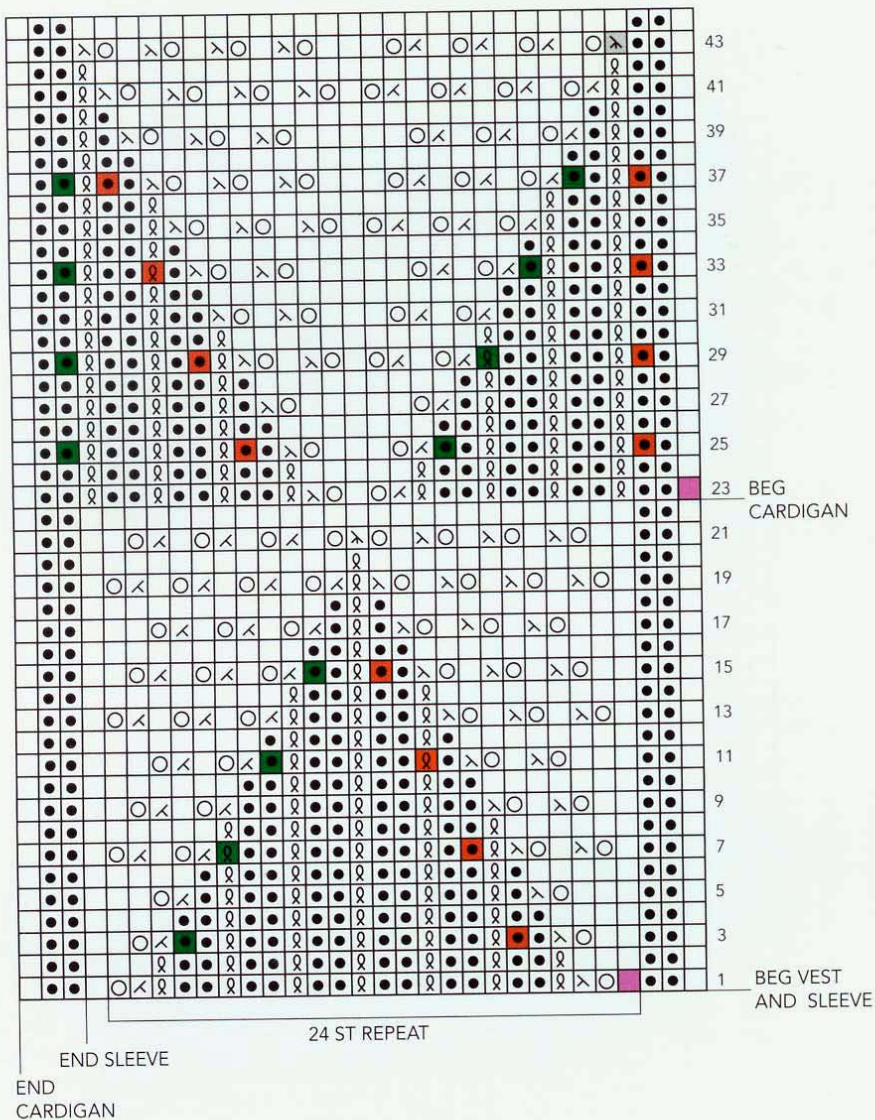 43
41
39
37
35
33
31
29
27
25
23 BEG
CARDIGAN
21
19
17
15
13
11
9
7
5
3
1 BEG VEST
AND SLEEVE
24 ST REPEAT
END SLEEVE
END
CARDIGAN